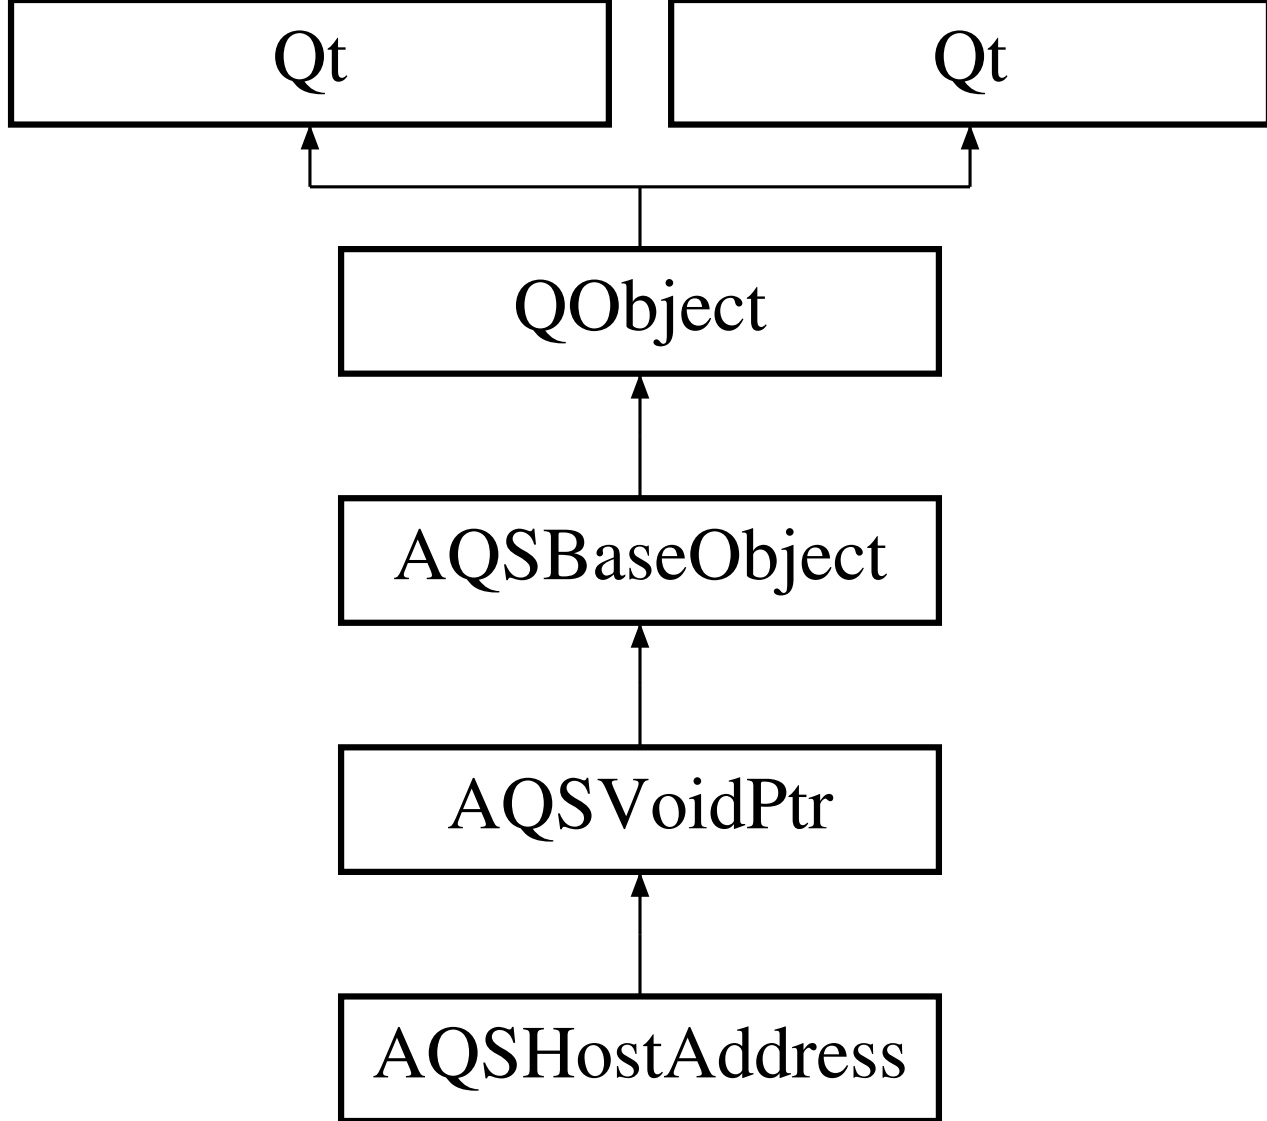 Qt
Qt
QObject
AQSBaseObject
AQSVoidPtr
AQSHostAddress